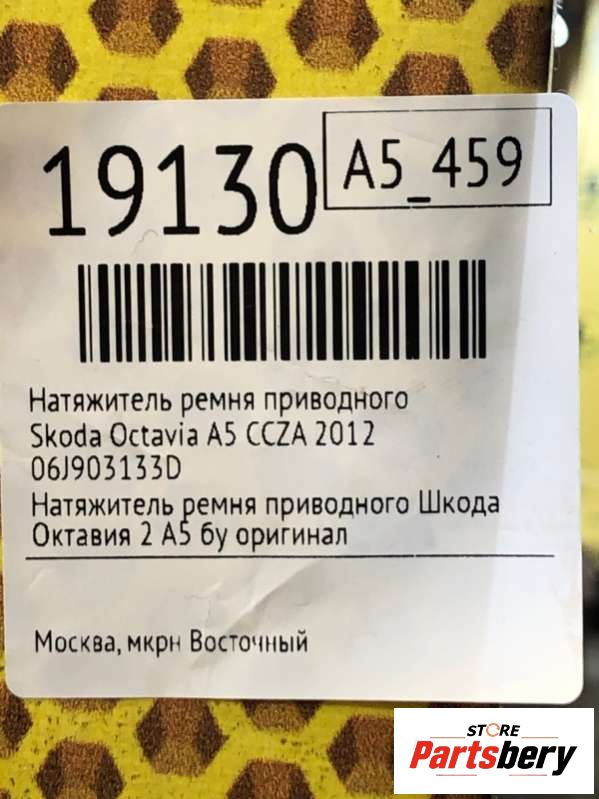 19130
A5_459
Натяжитель ремня приводного
Skoda Octavia A5 CCZA 2012
06J903133D
Натяжитель ремня приводного Шкода
Октавия 2 А5 бу оригинал
Москва, мкрн Восточный
STORE
Partsbery